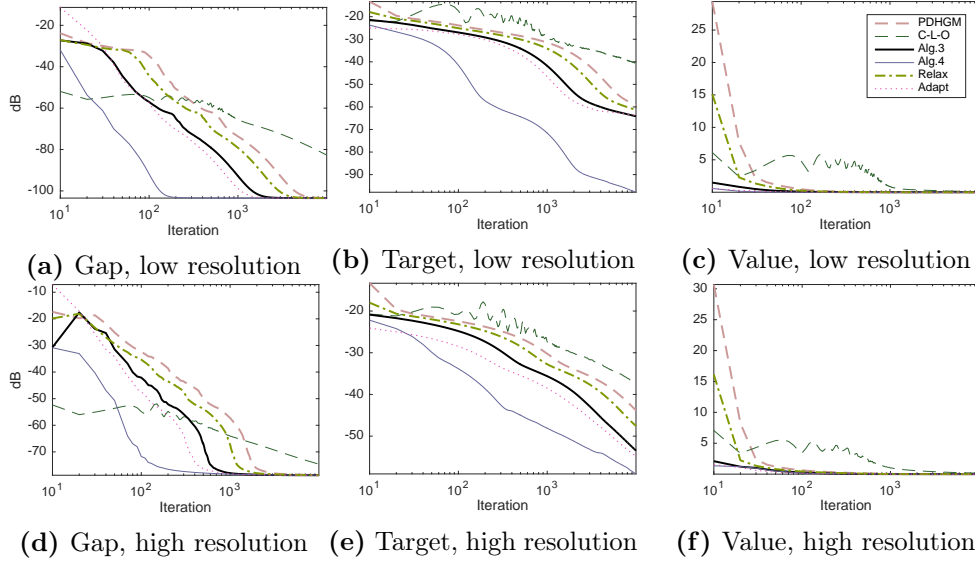 -20
-40
-60
-80
-100
dB
10^1
10^2
10^3
Iteration
(a) Gap, low resolution
-20
-30
-40
-50
-60
-70
-80
-90
10^1
10^2
10^3
Iteration
(b) Target, low resolution
25
20
15
10
5
10^1
10^2
10^3
Iteration
PDHGM
C-L-O
Alg.3
Alg.4
Relax
Adapt
(c) Value, low resolution
-10
-20
-30
-40
-50
-60
-70
dB
10^1
10^2
10^3
Iteration
(d) Gap, high resolution
-20
-30
-40
-50
10^1
10^2
10^3
Iteration
(e) Target, high resolution
30
25
20
15
10
5
10^1
10^2
10^3
Iteration
(f) Value, high resolution